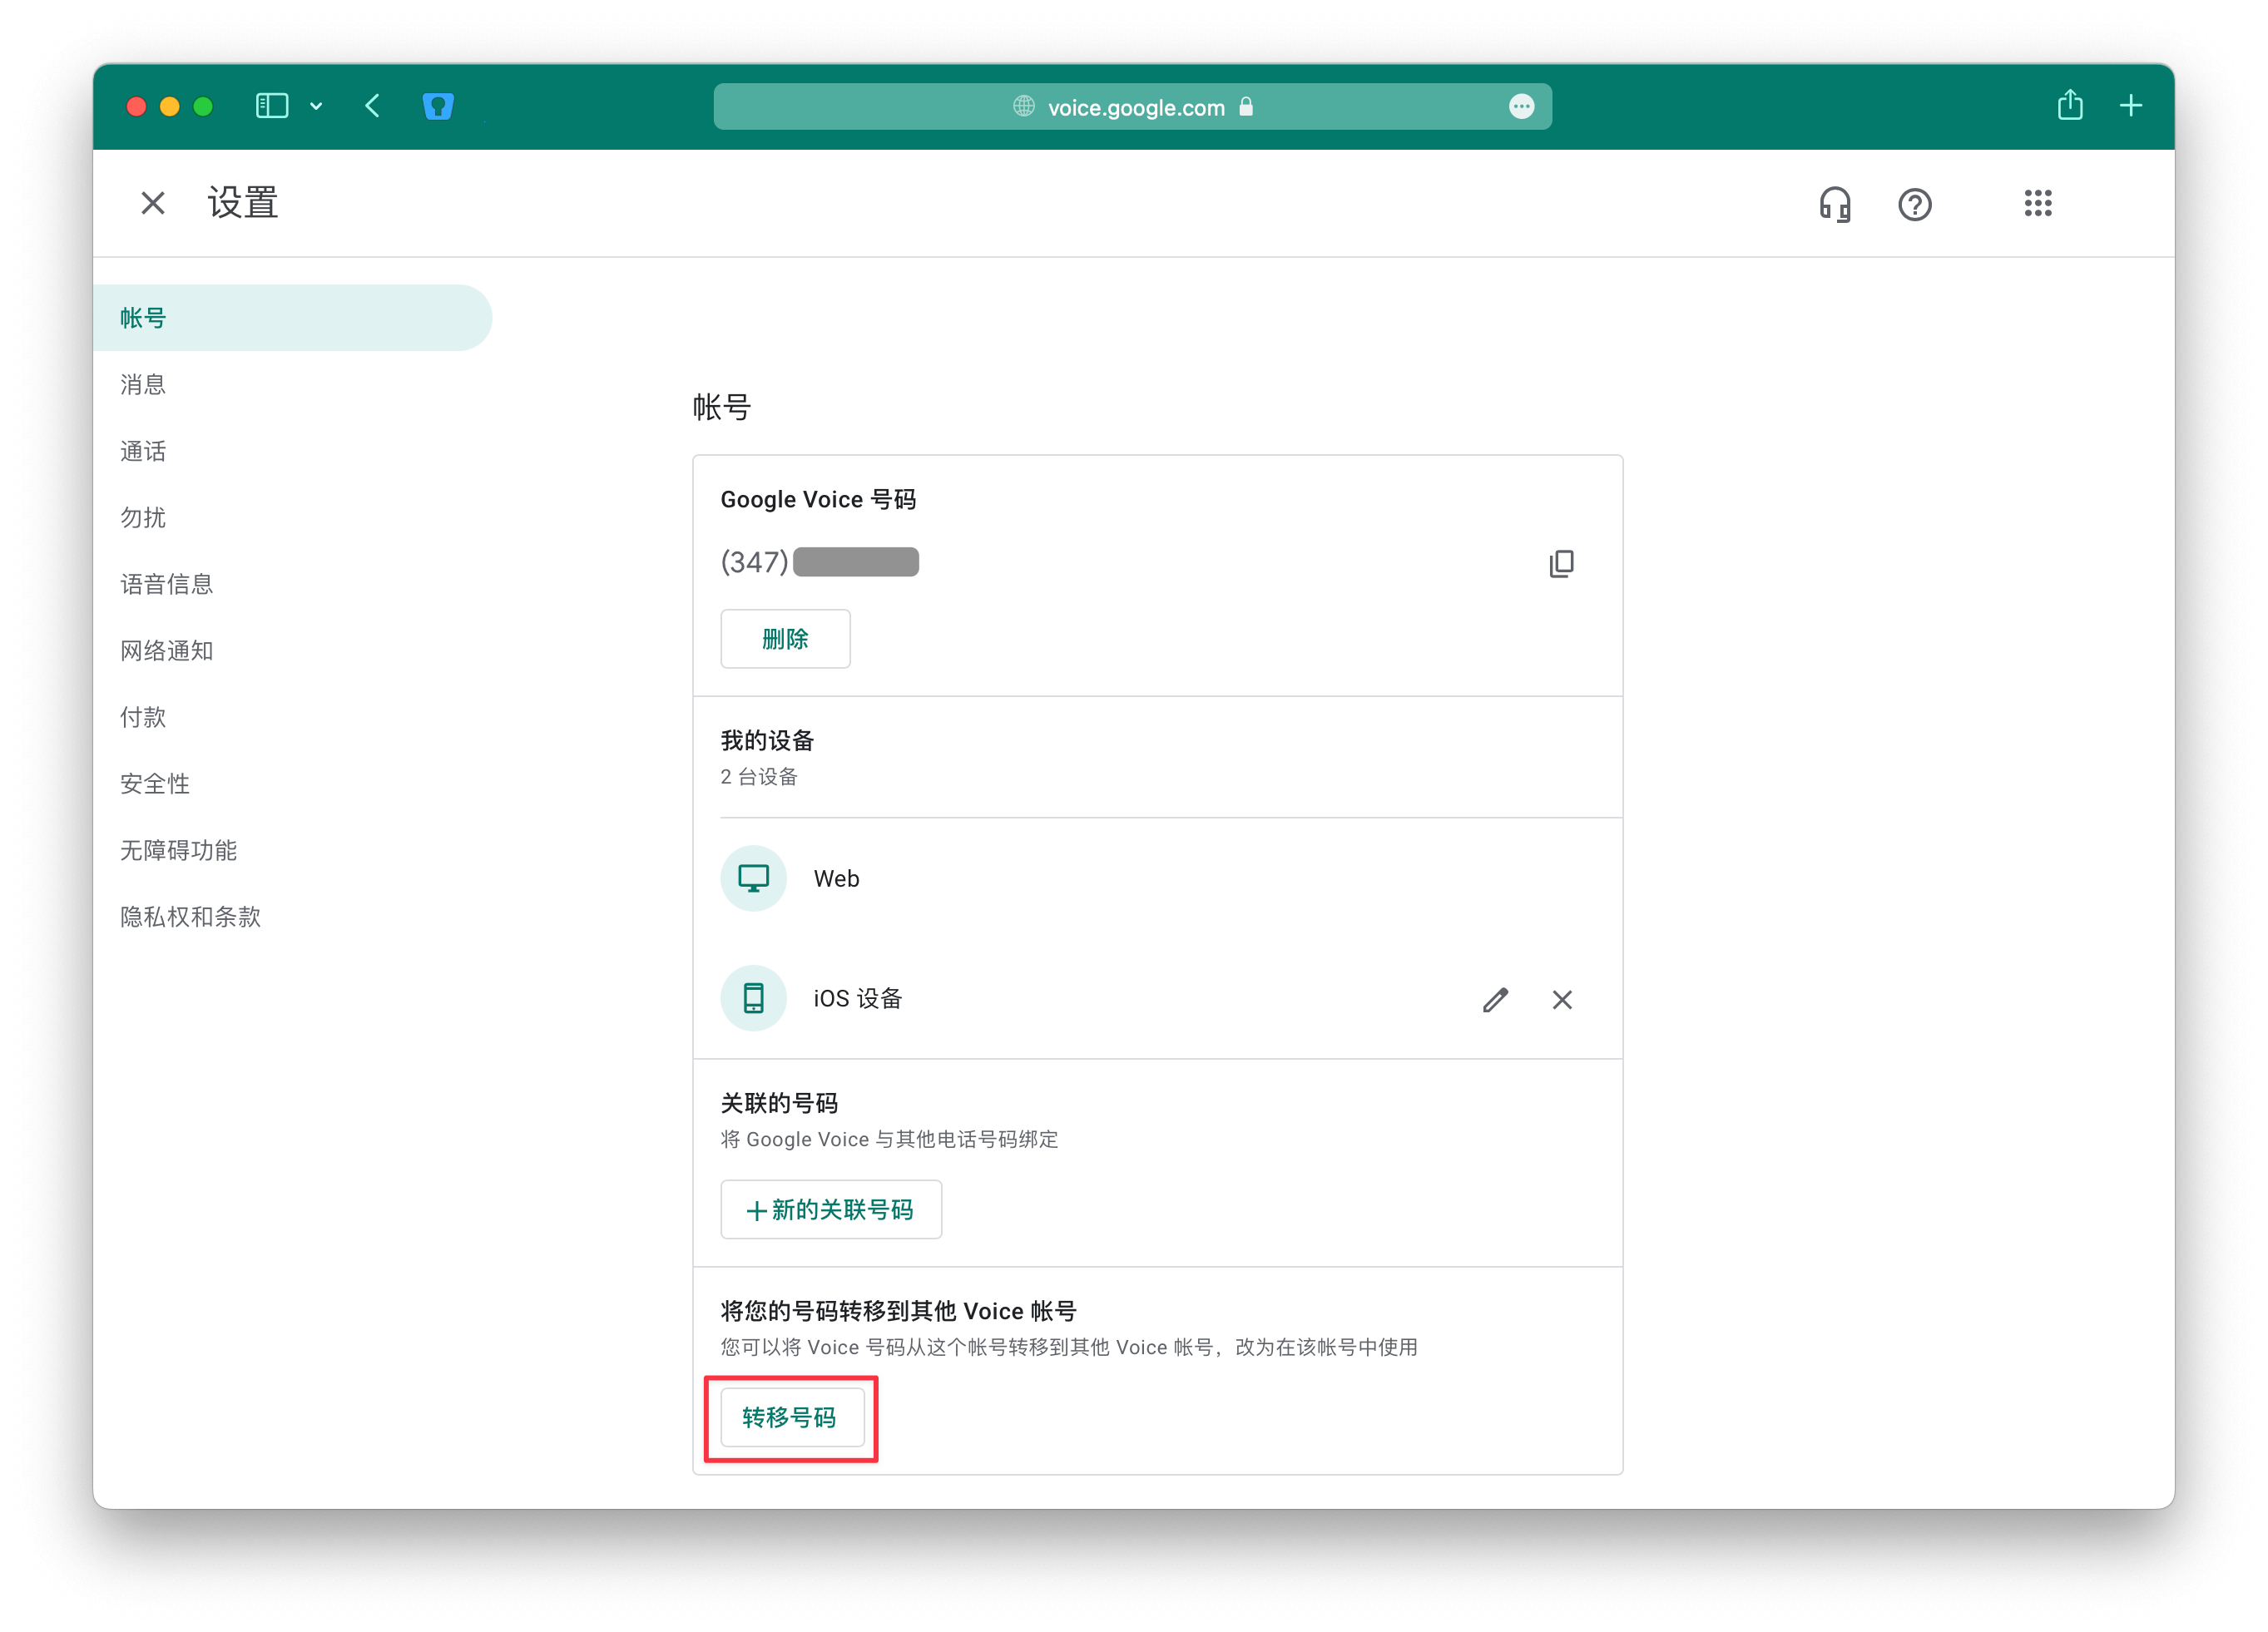 voice.google.com
设置
帐号
消息
通话
勿扰
语音信息
网络通知
付款
安全性
无障碍功能
隐私权和条款
帐号
Google Voice 号码
(347)
删除
我的设备
2 台设备
Web
iOS 设备
关联的号码
将 Google Voice 与其他电话号码绑定
+新的关联号码
将您的号码转移到其他 Voice 帐号
您可以将 Voice 号码从这个帐号转移到其他 Voice 帐号，改为在该帐号中使用
转移号码